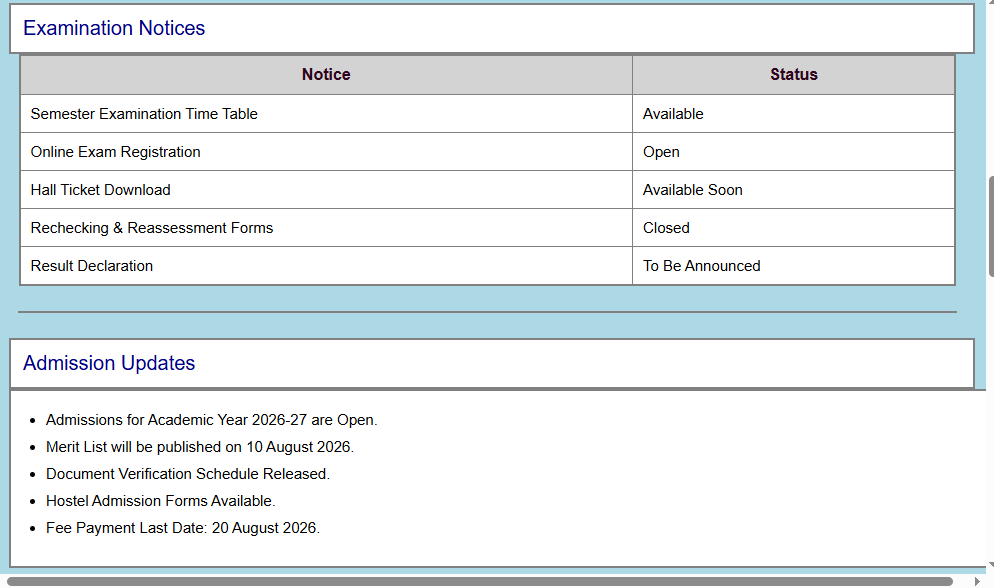 Examination Notices
Notice Status
Semester Examination Time Table Available
Online Exam Registration Open
Hall Ticket Download Available Soon
Rechecking & Reassessment Forms Closed
Result Declaration To Be Announced
Admission Updates
Admissions for Academic Year 2026-27 are Open.
Merit List will be published on 10 August 2026.
Document Verification Schedule Released.
Hostel Admission Forms Available.
Fee Payment Last Date: 20 August 2026.